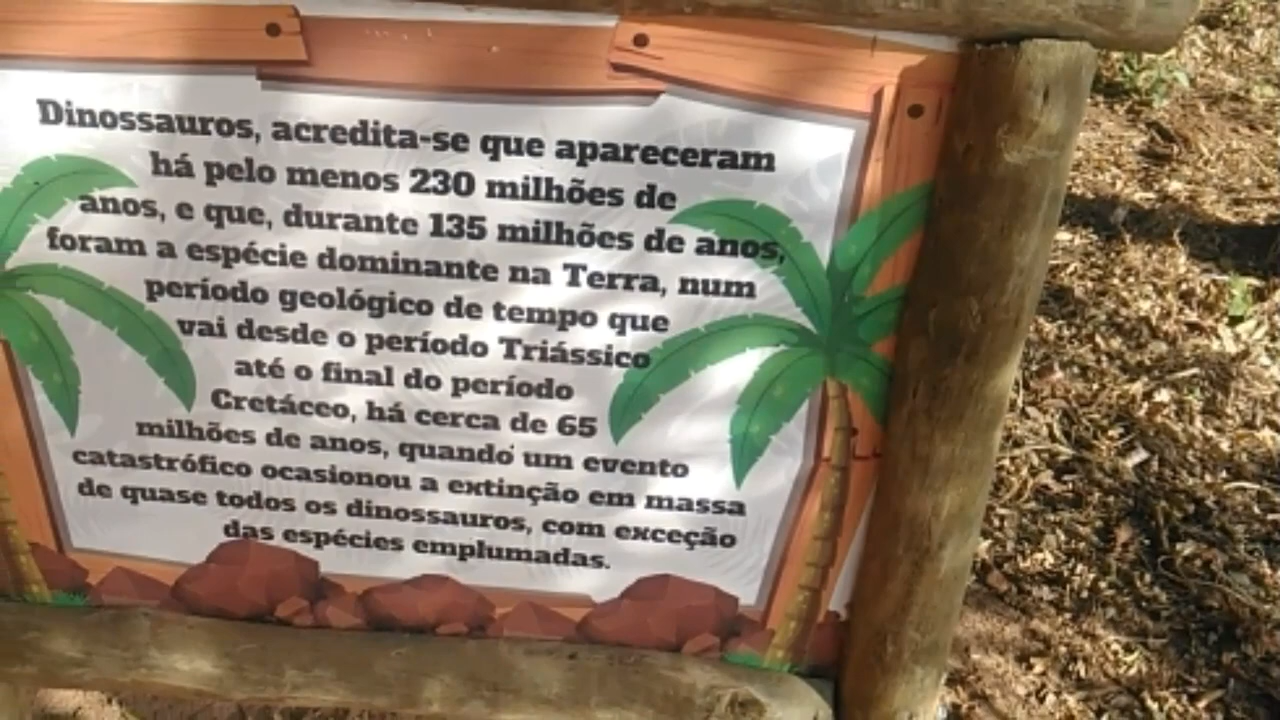 Dinossauros, acredita-se que apareceram
há pelo menos 230 milhões de
anos, e que, durante 135 milhões de anos,
foram a espécie dominante na Terra, num
período geológico de tempo que
vai desde o período Triássico
até o final do período
Cretáceo, há cerca de 65
milhões de anos, quando um evento
catastrófico ocasionou a extinção em massa
de quase todos os dinossauros, com exceção
das espécies emplumadas.